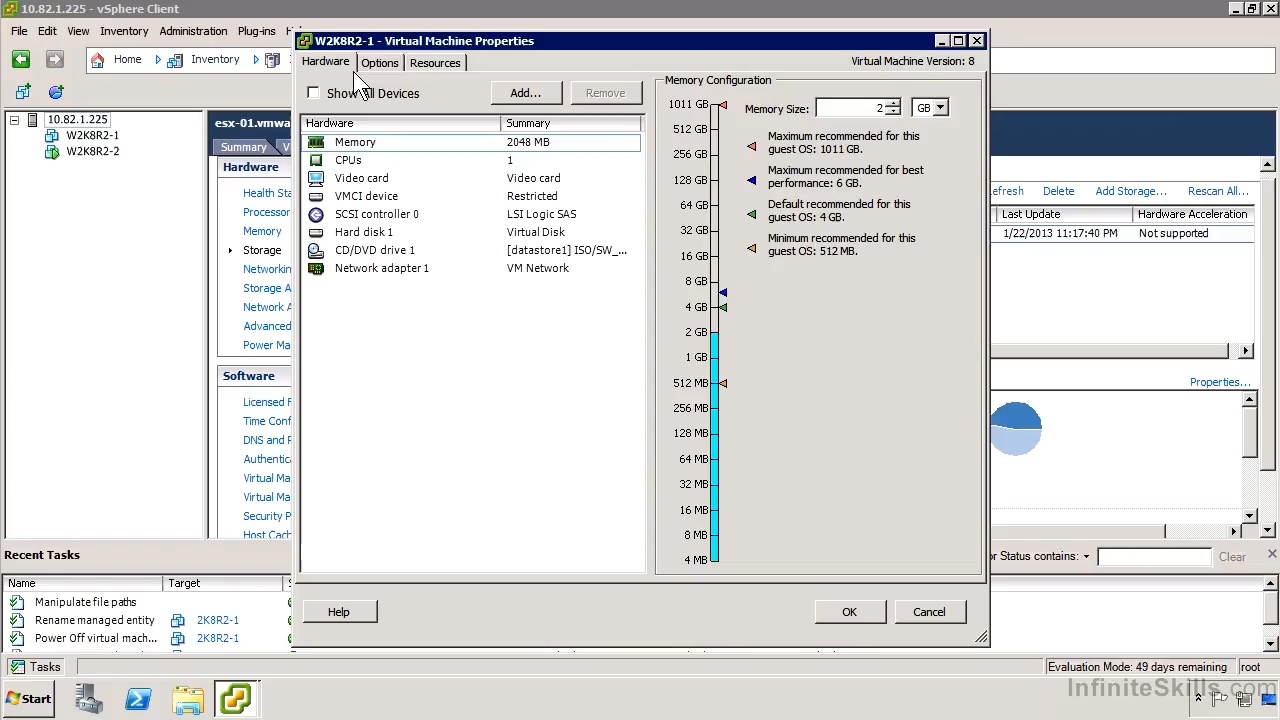 10.82.1.225 - vSphere Client
File Edit View Inventory Administration Plug-ins
Home Inventory
10.82.1.225
W2K8R2-1
W2K8R2-2
esx-01.vmwa
Summary
Hardware
Health Sta
Processor
Memory
Storage
Networkin
Storage A
Network A
Advanced
Power Ma
Software
Licensed F
Time Conf
DNS and R
Authentic
Virtual Ma
Virtual Ma
Security P
Host Cac
W2K8R2-1 - Virtual Machine Properties
Hardware Options Resources
Virtual Machine Version: 8
Show All Devices
Add... Remove
Hardware Summary
Memory 2048 MB
CPUs 1
Video card Video card
VMCI device Restricted
SCSI controller 0 LSI Logic SAS
Hard disk 1 Virtual Disk
CD/DVD drive 1 [datastore1] ISO/SW_...
Network adapter 1 VM Network
Memory Configuration
1011 GB
512 GB
256 GB
128 GB
64 GB
32 GB
16 GB
8 GB
4 GB
2 GB
1 GB
512 MB
256 MB
128 MB
64 MB
32 MB
16 MB
8 MB
4 MB
Memory Size: 2 GB
Maximum recommended for this
guest OS: 1011 GB.
Maximum recommended for best
performance: 6 GB.
Default recommended for this
guest OS: 4 GB.
Minimum recommended for this
guest OS: 512 MB.
Help OK Cancel
efresh Delete Add Storage... Rescan All...
Last Update Hardware Acceleration
1/22/2013 11:17:40 PM Not supported
Properties...
Recent Tasks
or Status contains: Clear
Name Target S
Manipulate file paths
Rename managed entity 2K8R2-1
Power Off virtual mach... 2K8R2-1
Tasks
Evaluation Mode: 49 days remaining root
Start
InfiniteSkills.com